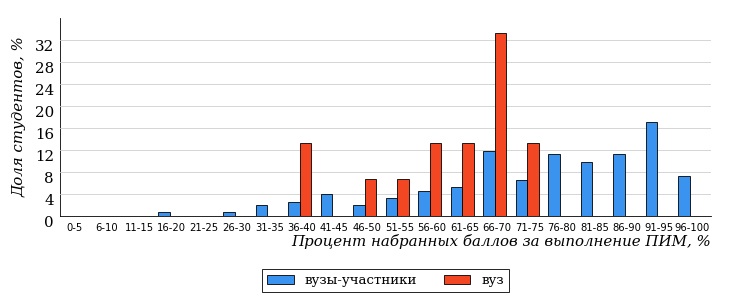 Доля студентов, %
32
28
24
20
16
12
8
4
0
0-5 6-10 11-15 16-20 21-25 26-30 31-35 36-40 41-45 46-50 51-55 56-60 61-65 66-70 71-75 76-80 81-85 86-90 91-95 96-100
Процент набранных баллов за выполнение ПИМ, %
вузы-участники вуз